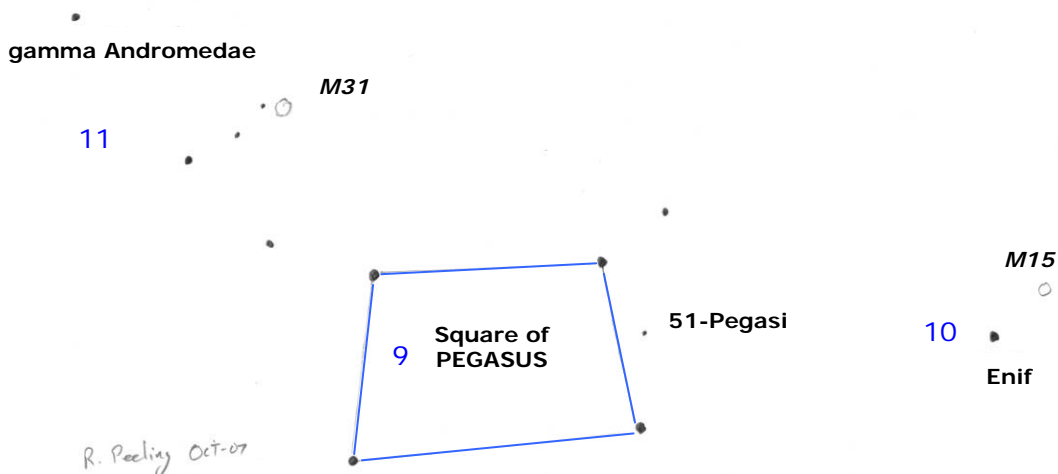 gamma Andromedae
M31
11
M15
51-Pegasi
10
9
Square of
PEGASUS
Enif
R. Peeling Oct-07